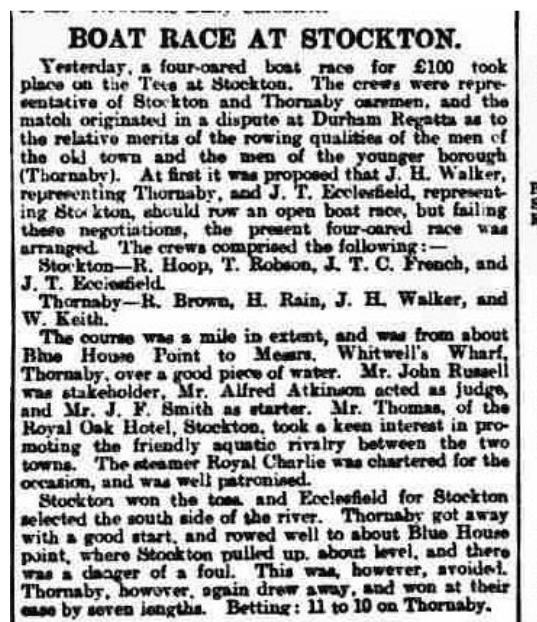 BOAT RACE AT STOCKTON.
Yesterday, a four-oared boat race for £100 took
place on the Tees at Stockton. The crews were repre-
sentative of Stockton and Thornaby oarsmen, and the
match originated in a dispute at Durham Regatta as to
the relative merits of the rowing qualities of the men of
the old town and the men of the younger borough
(Thornaby). At first it was proposed that J. H. Walker,
representing Thornaby, and J. T. Ecclesfield, represent-
ing Stockton, should row an open boat race, but failing
these negotiations, the present four-oared race was
arranged. The crews comprised the following:—
Stockton—R. Hoop, T. Robson, J. T. C. French, and
J. T. Ecclesfield.
Thornaby—R. Brown, H. Rain, J. H. Walker, and
W. Keith.
The course was a mile in extent, and was from about
Blue House Point to Messrs. Whitwell's Wharf,
Thornaby, over a good piece of water. Mr. John Russell
was stakeholder, Mr. Alfred Atkinson acted as judge,
and Mr. J. F. Smith as starter. Mr. Thomas, of the
Royal Oak Hotel, Stockton, took a keen interest in pro-
moting the friendly aquatic rivalry between the two
towns. The steamer Royal Charlie was chartered for the
occasion, and was well patronised.
Stockton won the toss, and Ecclesfield for Stockton
selected the south side of the river. Thornaby got away
with a good start, and rowed well to about Blue House
point, where Stockton pulled up, about level, and there
was a danger of a foul. This was, however, avoided.
Thornaby, however, again drew away, and won at their
ease by seven lengths. Betting: 11 to 10 on Thornaby.